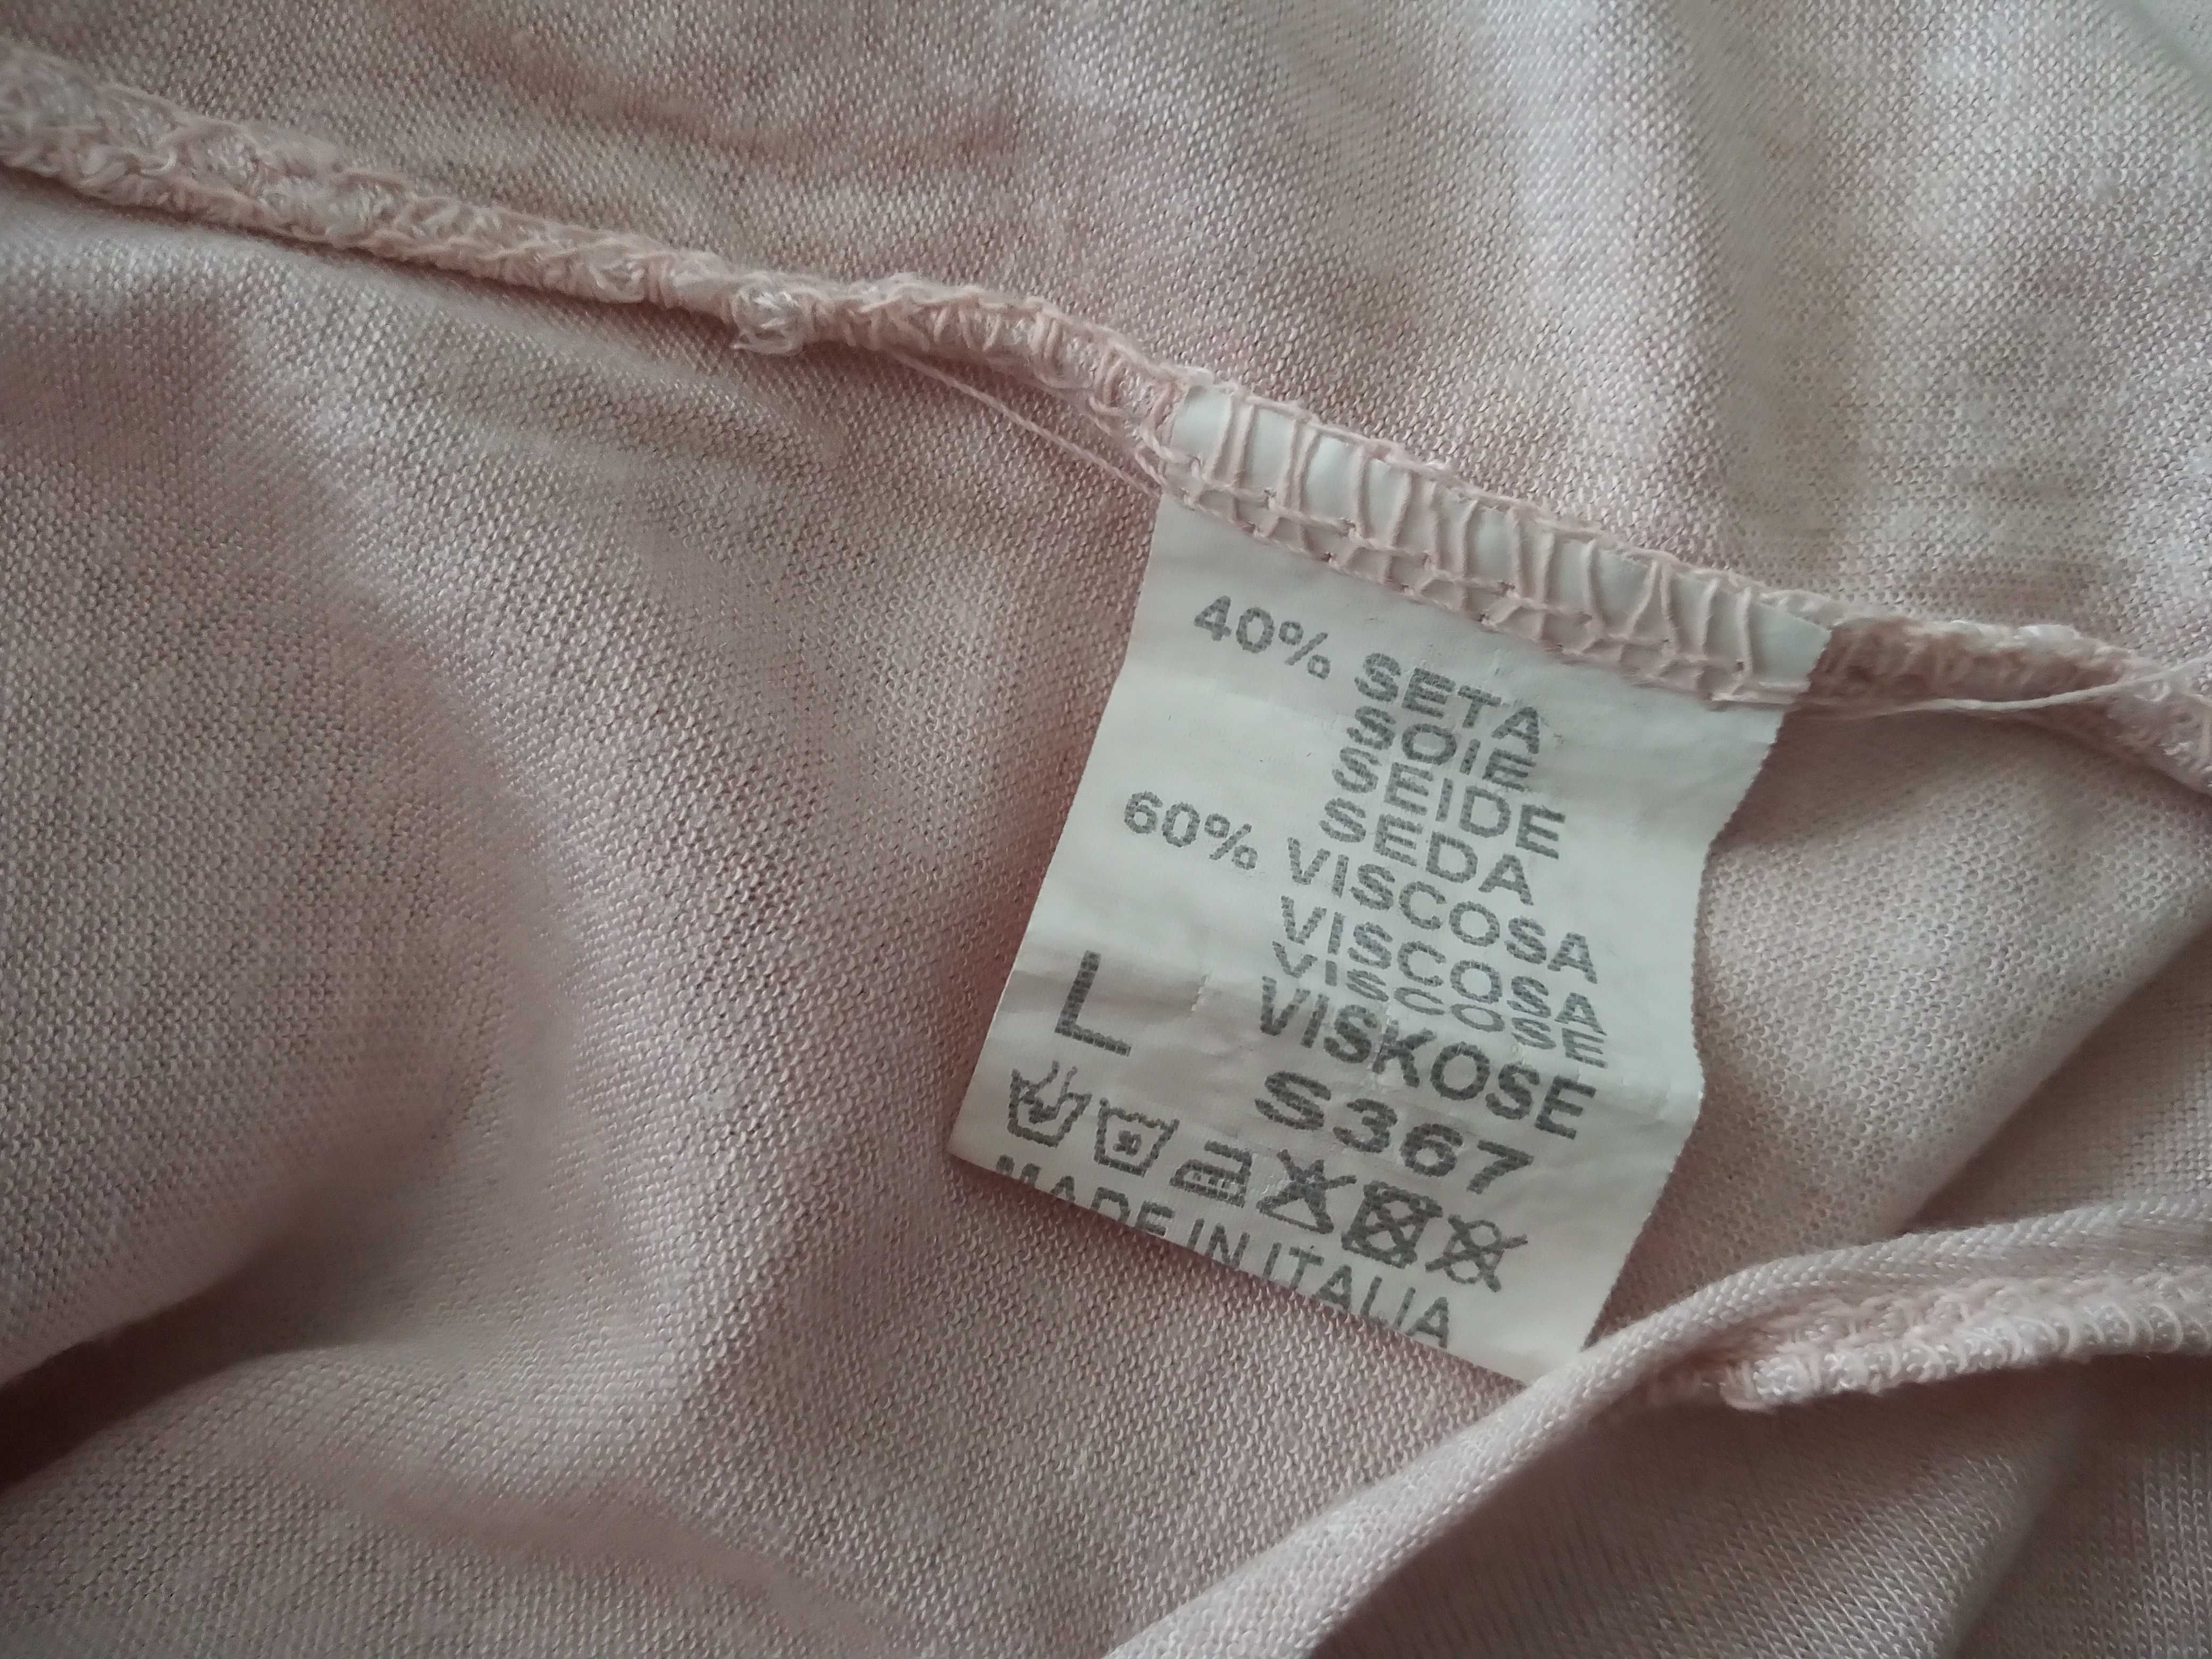 40% SETA
SOIE
SEIDE
SEDA
60% VISCOSA
VISCOSA
VISCOSE
VISKOSE
L
S367
MADE IN ITALIA